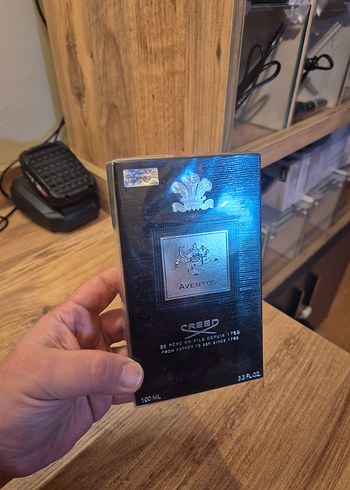 AVENTUS
CREED
DE PÈRE EN FILS DEPUIS 1760
FROM FATHER TO SON SINCE 1760
100 ML
3.3 FL.OZ.